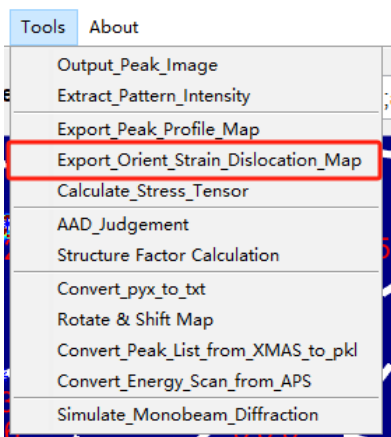 Tools About
Output_Peak_Image
Extract_Pattern_Intensity
Export_Peak_Profile_Map
Export_Orient_Strain_Dislocation_Map
Calculate_Stress_Tensor
AAD_Judgement
Structure Factor Calculation
Convert_pyx_to_txt
Rotate & Shift Map
Convert_Peak_List_from_XMAS_to_pkl
Convert_Energy_Scan_from_APS
Simulate_Monobeam_Diffraction